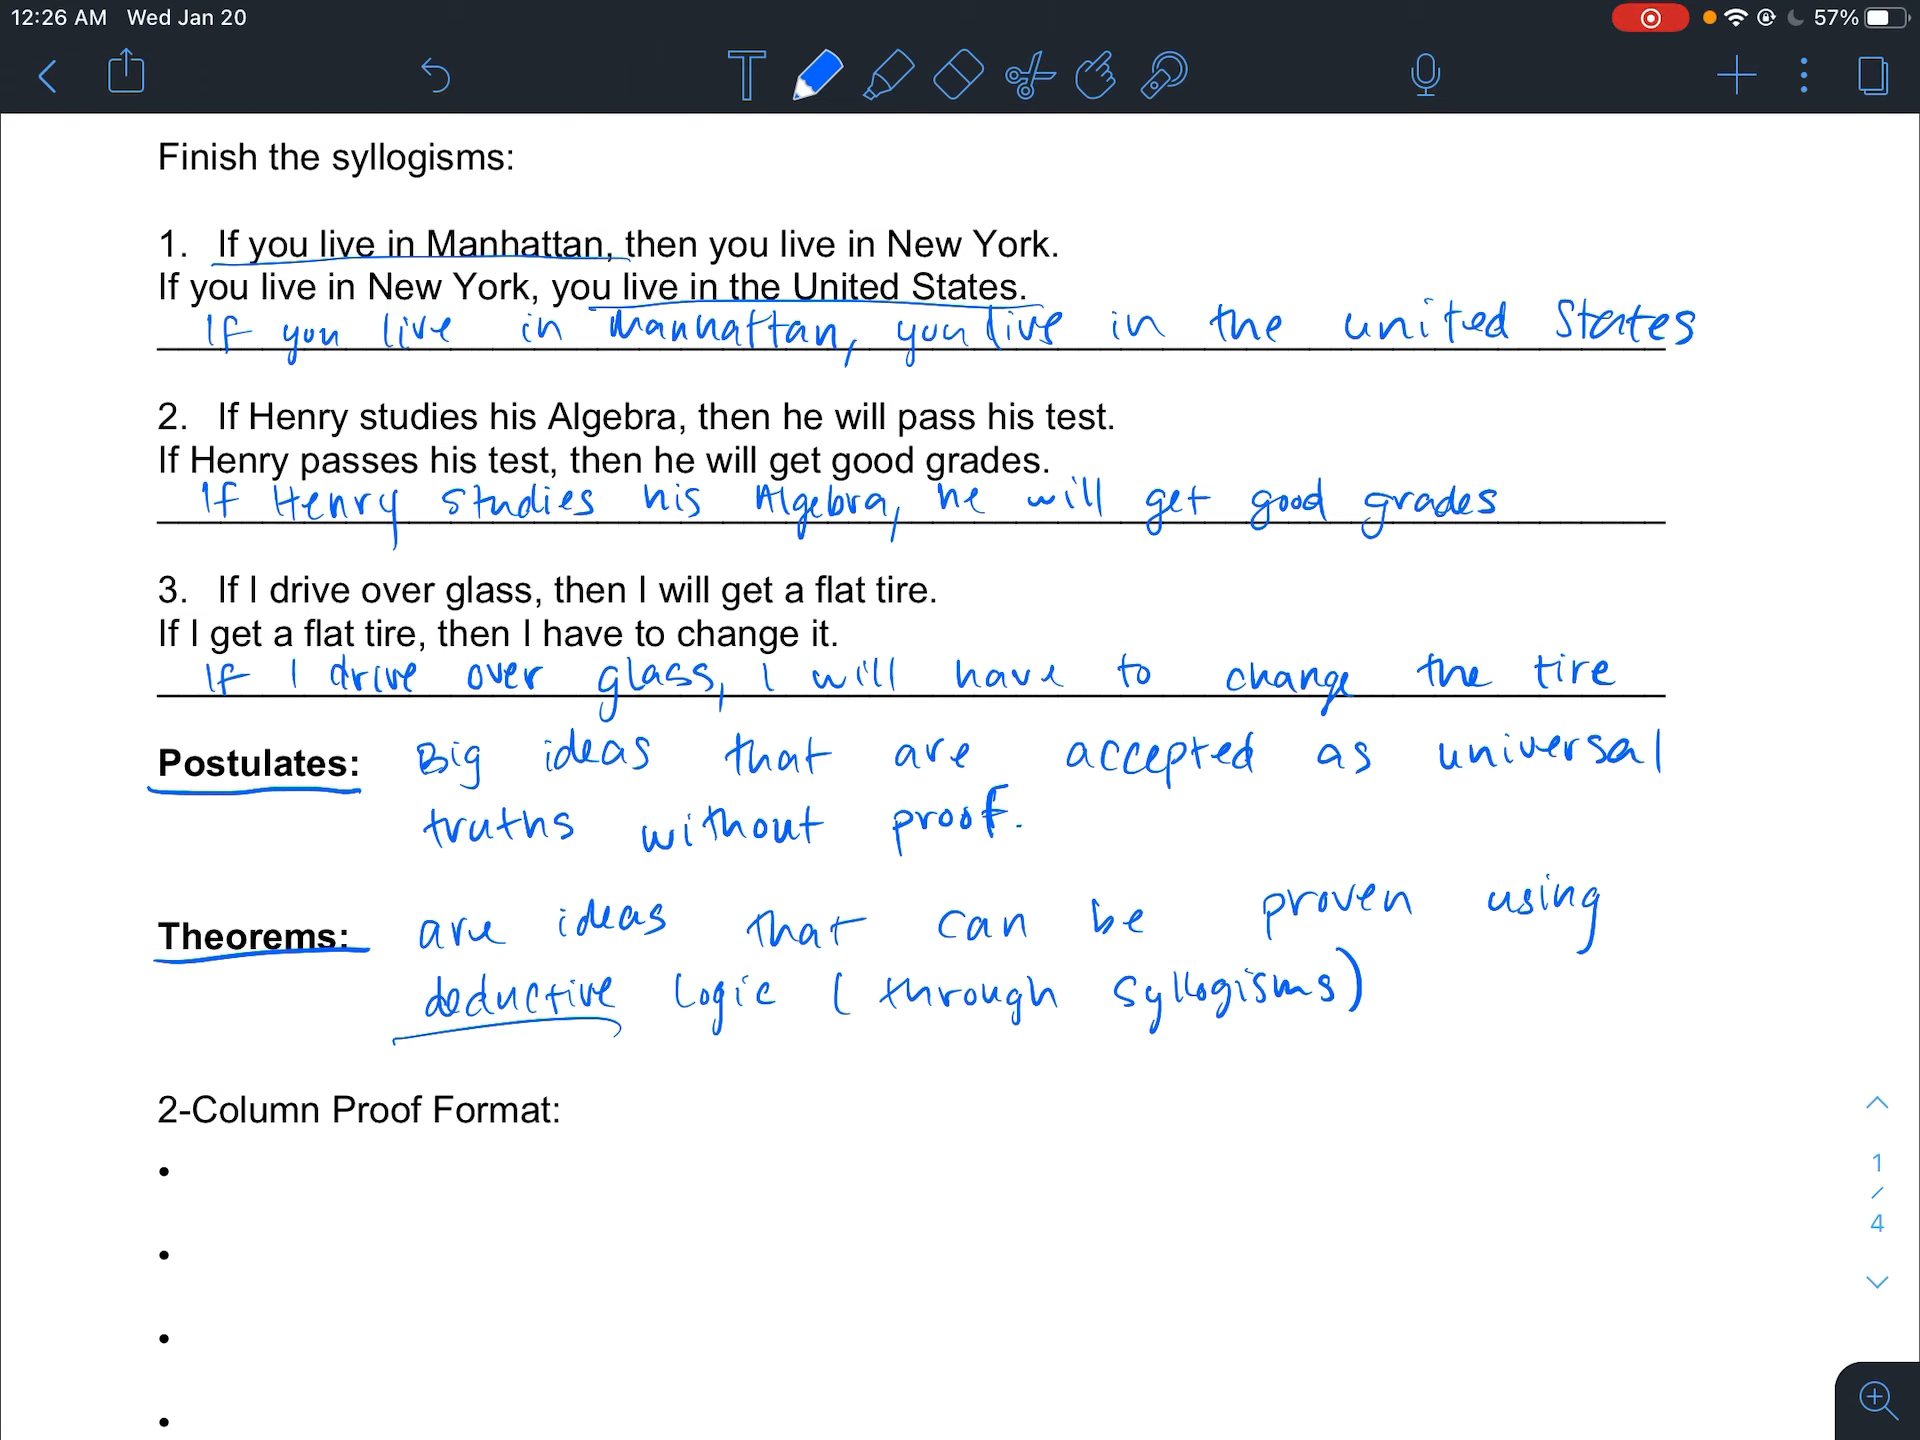 12:26 AM Wed Jan 20
57%
T
Finish the syllogisms:
1. If you live in Manhattan, then you live in New York.
If you live in New York, you live in the United States.
If you live in Manhattan, you live in the united States
2. If Henry studies his Algebra, then he will pass his test.
If Henry passes his test, then he will get good grades.
If Henry studies his Algebra, he will get good grades
3. If I drive over glass, then I will get a flat tire.
If I get a flat tire, then I have to change it.
If I drive over glass, I will have to change the tire
Postulates: Big ideas that are accepted as universal
truths without proof.
Theorems: are ideas that can be proven using
deductive logic (through syllogisms)
2-Column Proof Format:
•
•
•
•
1
/
4